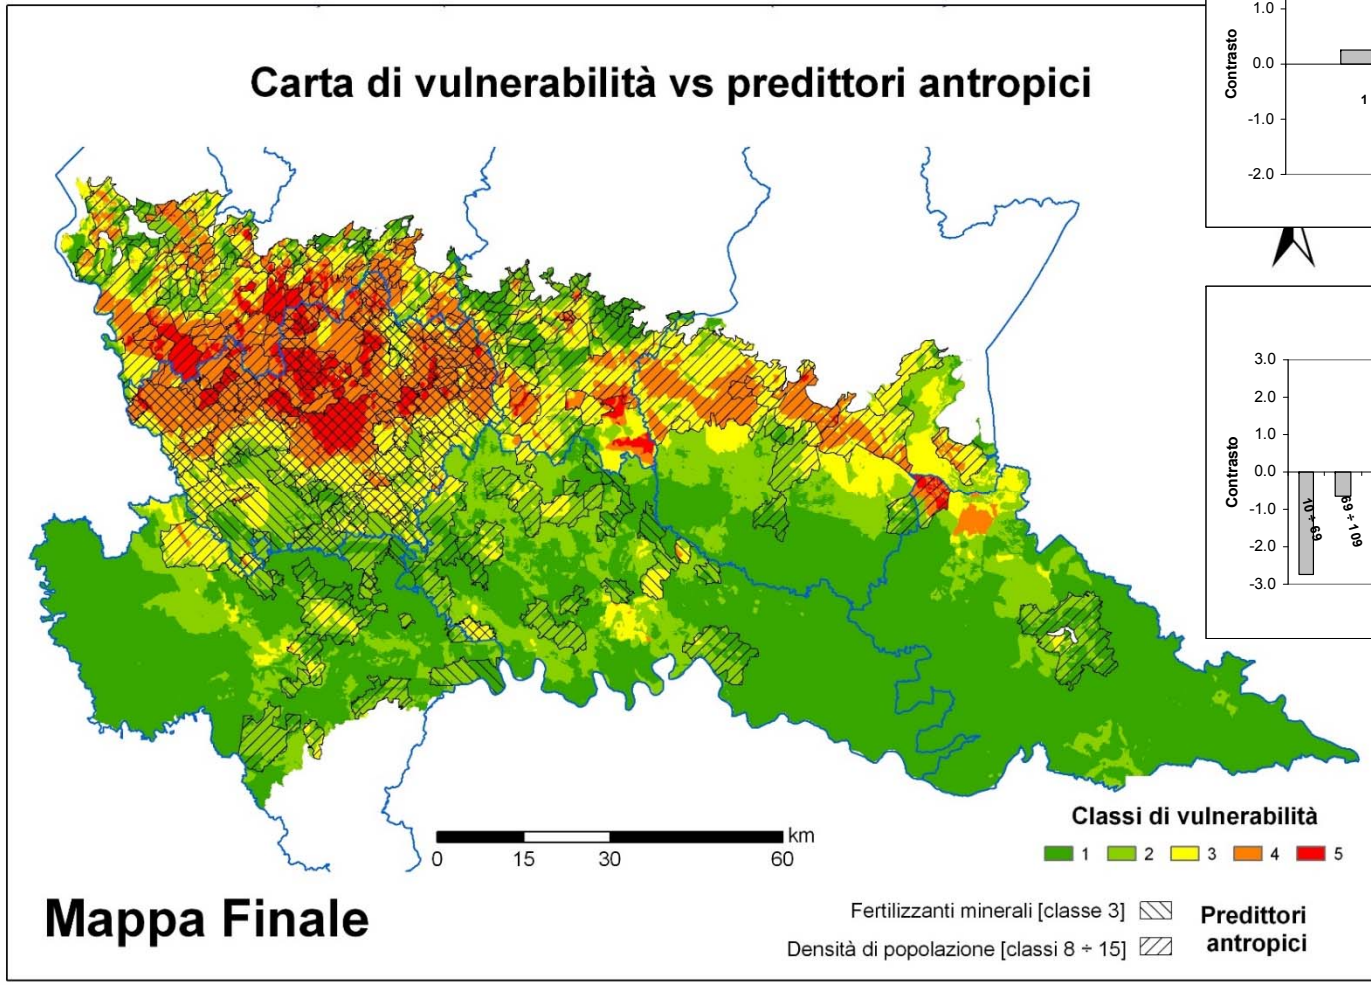 Carta di vulnerabilità vs predittori antropici
Contrasto
1.0
0.0
-1.0
-2.0
1
Contrasto
3.0
2.0
1.0
0.0
-1.0
-2.0
-3.0
10 ÷ 69
69 ÷ 109
km
0 15 30 60
Classi di vulnerabilità
1 2 3 4 5
Mappa Finale
Fertilizzanti minerali [classe 3]
Densità di popolazione [classi 8 ÷ 15]
Predittori
antropici